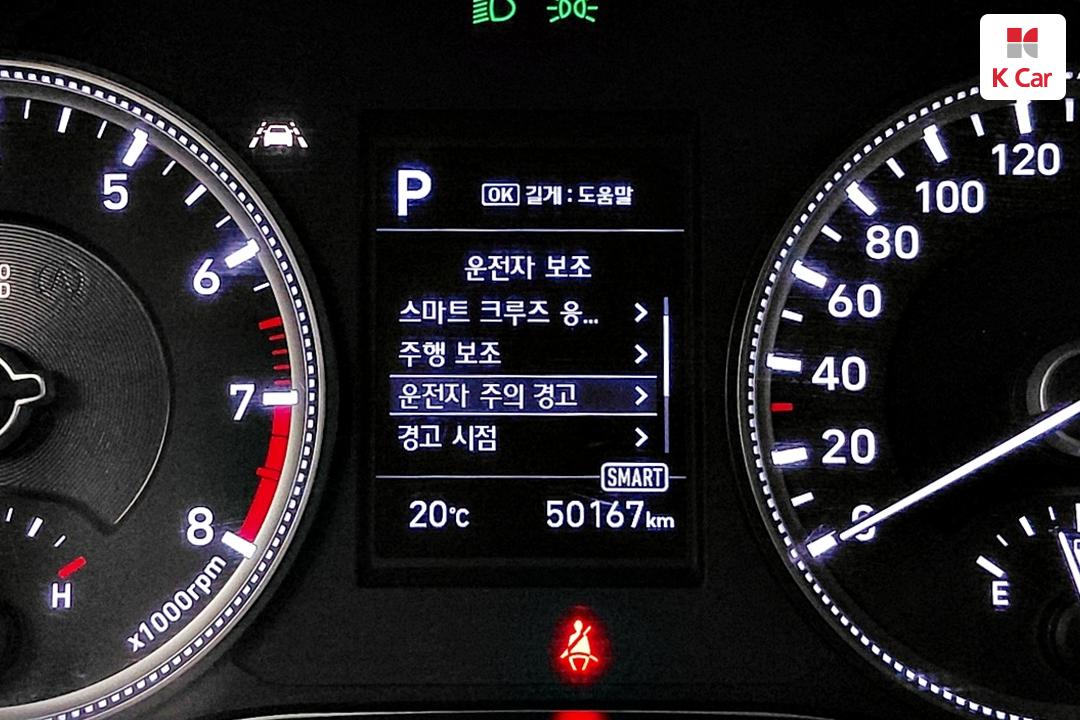 K Car
P
OK 길게 : 도움말
운전자 보조
스마트 크루즈 응...
주행 보조
운전자 주의 경고
경고 시점
SMART
20℃ 50167km
5
6
7
8
x1000rpm
H
120
100
80
60
40
20
0
E